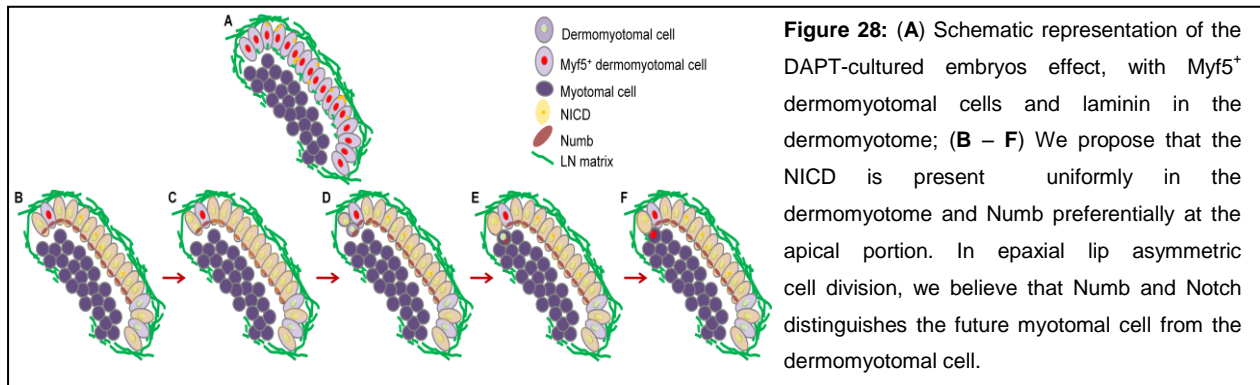 A
Dermomyotomal cell
Myf5+ dermomyotomal cell
Myotomal cell
NICD
Numb
LN matrix
B
C
D
E
F
Figure 28: (A) Schematic representation of the
DAPT-cultured embryos effect, with Myf5+
dermomyotomal cells and laminin in the
dermomyotome; (B – F) We propose that the
NICD is present uniformly in the
dermomyotome and Numb preferentially at the
apical portion. In epaxial lip asymmetric
cell division, we believe that Numb and Notch
distinguishes the future myotomal cell from the
dermomyotomal cell.